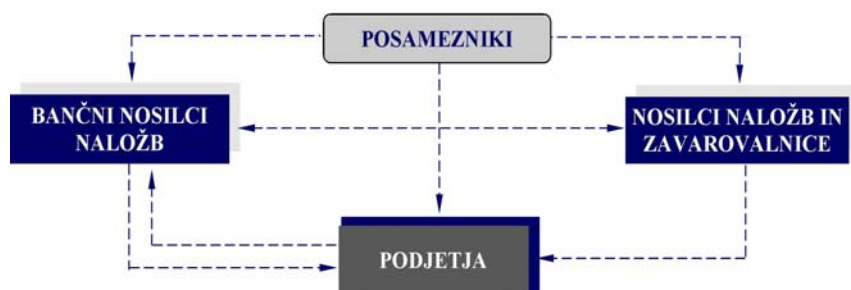 POSAMEZNIKI
BANČNI NOSILCI
NALOŽB
NOSILCI NALOŽB IN
ZAVAROVALNICE
PODJETJA